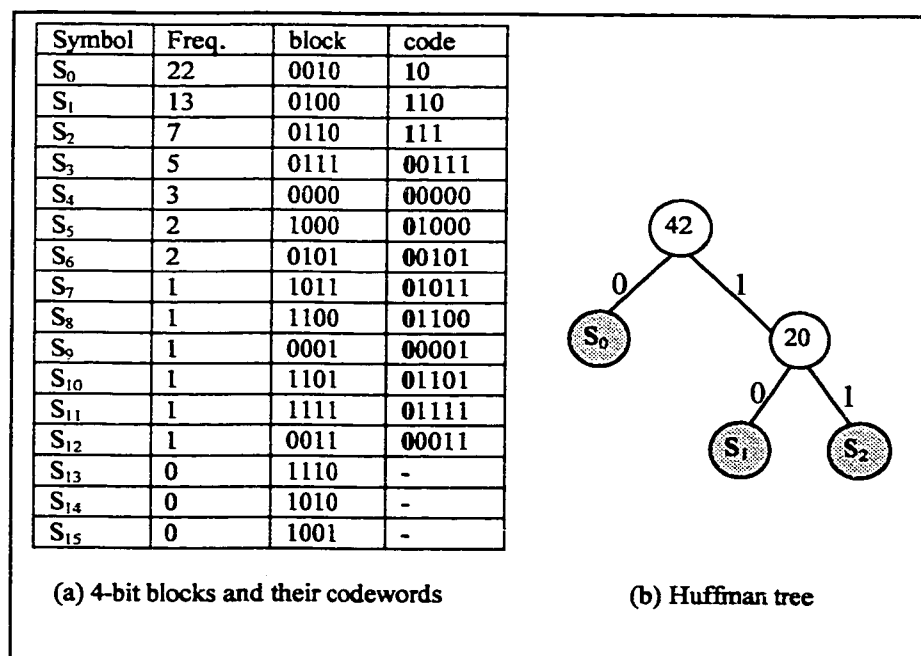 Symbol Freq. block code
S₀ 22 0010 10
S₁ 13 0100 110
S₂ 7 0110 111
S₃ 5 0111 00111
S₄ 3 0000 00000
S₅ 2 1000 01000
S₆ 2 0101 00101
S₇ 1 1011 01011
S₈ 1 1100 01100
S₉ 1 0001 00001
S₁₀ 1 1101 01101
S₁₁ 1 1111 01111
S₁₂ 1 0011 00011
S₁₃ 0 1110 -
S₁₄ 0 1010 -
S₁₅ 0 1001 -
(a) 4-bit blocks and their codewords
42
0 1
S₀ 20
0 1
S₁ S₂
(b) Huffman tree